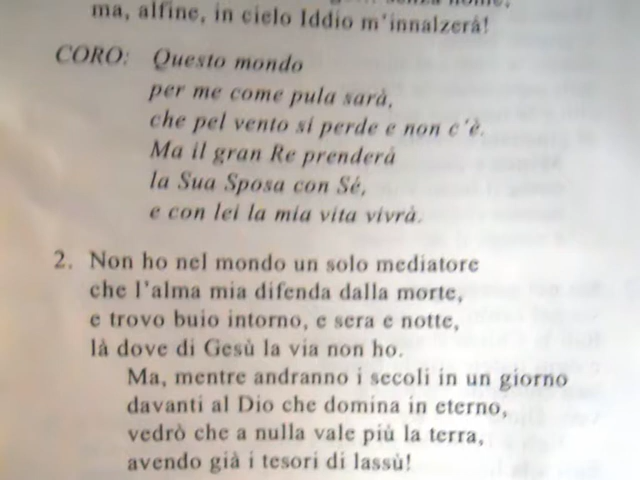 senza nome,
ma, alfine, in cielo Iddio m'innalzerá!
CORO: Questo mondo
per me come pula sarà,
che pel vento si perde e non c'è.
Ma il gran Re prenderà
la Sua Sposa con Sé,
e con lei la mia vita vivrà.
2. Non ho nel mondo un solo mediatore
che l'alma mia difenda dalla morte,
e trovo buio intorno, e sera e notte,
là dove di Gesù la via non ho.
Ma, mentre andranno i secoli in un giorno
davanti al Dio che domina in eterno,
vedrò che a nulla vale più la terra,
avendo già i tesori di lassù!